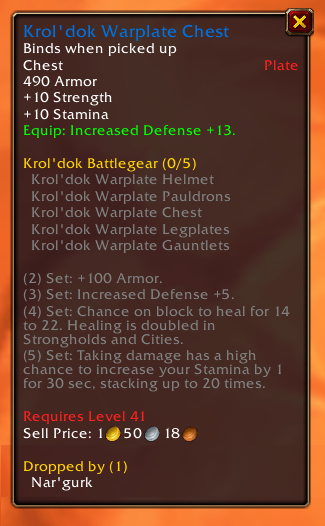 Krol'dok Warplate Chest
Binds when picked up
Chest Plate
490 Armor
+10 Strength
+10 Stamina
Equip: Increased Defense +13.
Krol'dok Battlegear (0/5)
Krol'dok Warplate Helmet
Krol'dok Warplate Pauldrons
Krol'dok Warplate Chest
Krol'dok Warplate Legplates
Krol'dok Warplate Gauntlets
(2) Set: +100 Armor.
(3) Set: Increased Defense +5.
(4) Set: Chance on block to heal for 14
to 22. Healing is doubled in
Strongholds and Cities.
(5) Set: Taking damage has a high
chance to increase your Stamina by 1
for 30 sec, stacking up to 20 times.
Requires Level 41
Sell Price: 1 50 18
Dropped by (1)
Nar'gurk